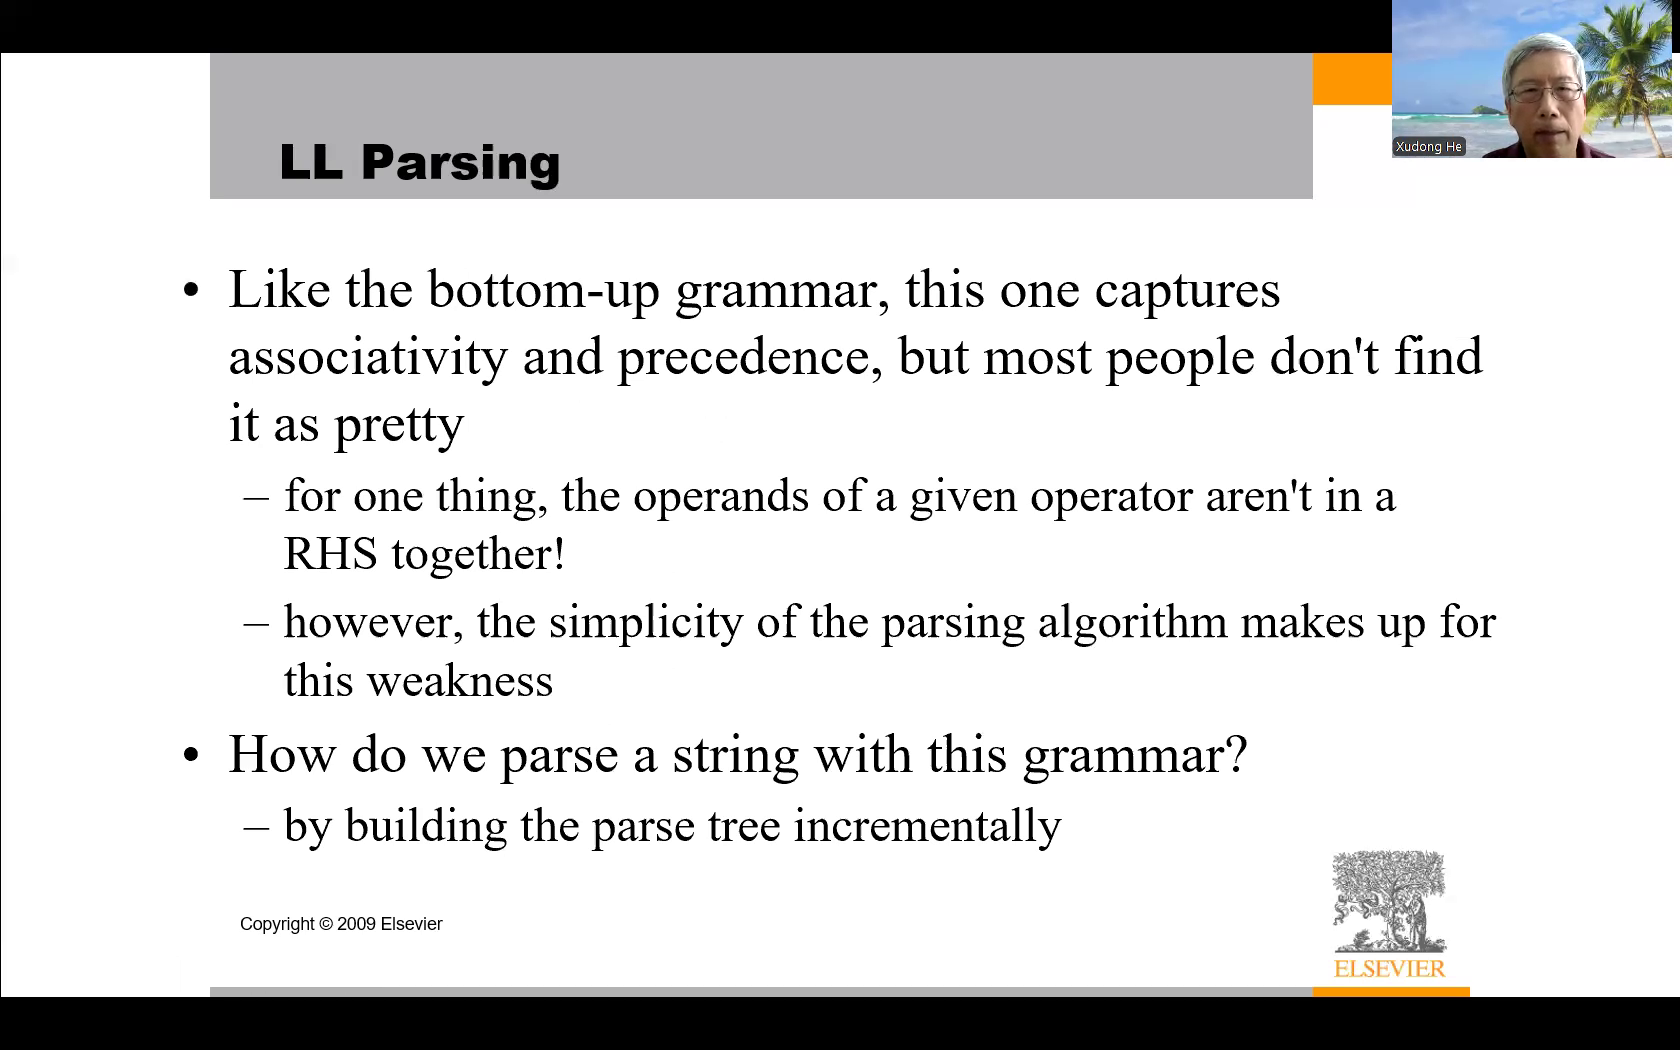 Xudong He
LL Parsing
• Like the bottom-up grammar, this one captures
associativity and precedence, but most people don't find
it as pretty
– for one thing, the operands of a given operator aren't in a
RHS together!
– however, the simplicity of the parsing algorithm makes up for
this weakness
• How do we parse a string with this grammar?
– by building the parse tree incrementally
Copyright © 2009 Elsevier
ELSEVIER